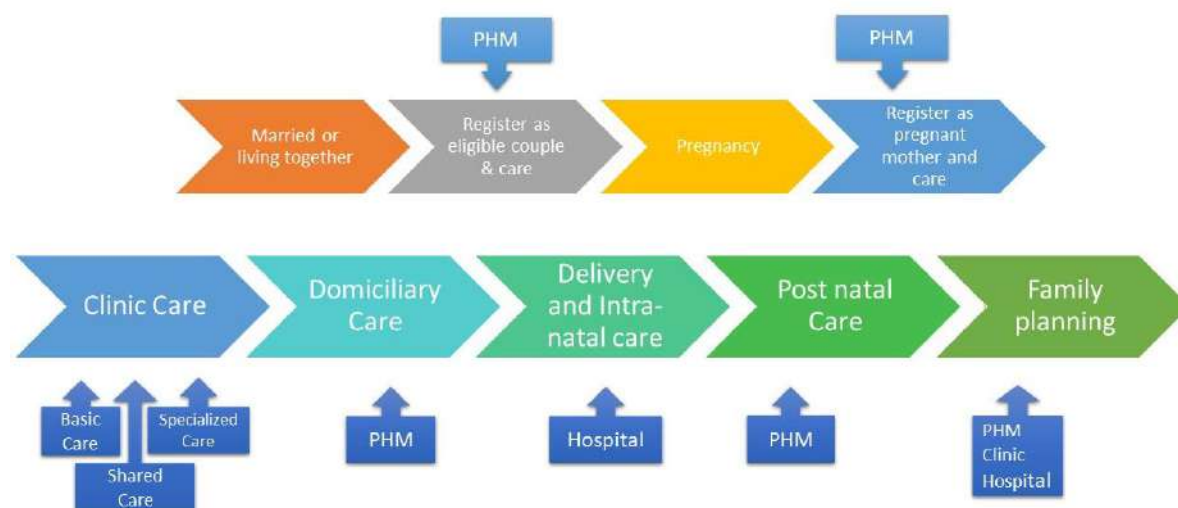 PHM
PHM
Married or
living together
Register as
eligible couple
& care
Pregnancy
Register as
pregnant
mother and
care
Clinic Care
Domiciliary
Care
Delivery
and Intra-
natal care
Post natal
Care
Family
planning
Basic
Care
Shared
Care
Specialized
Care
PHM
Hospital
PHM
PHM
Clinic
Hospital